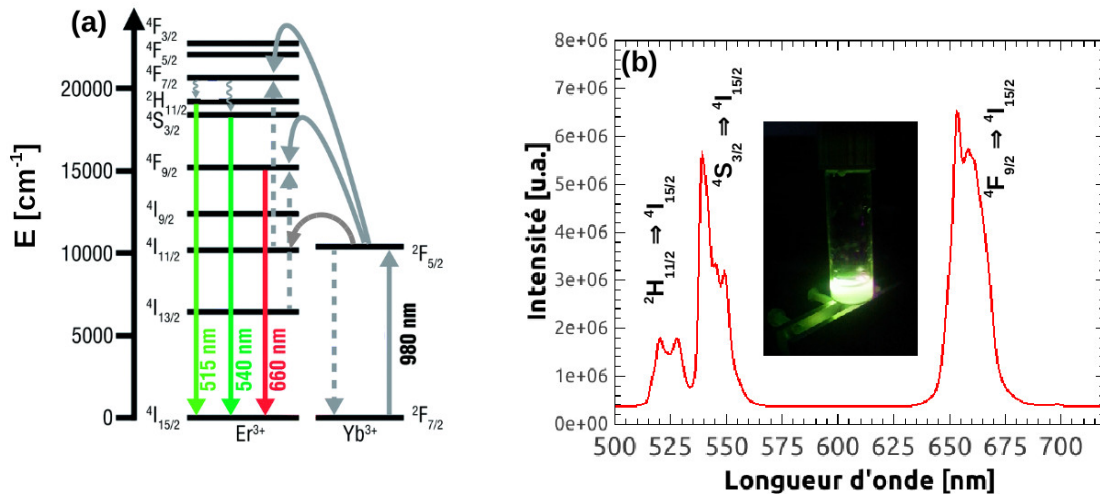 (a)
E [cm-1]
20000
15000
10000
5000
0
4F3/2
4F5/2
4F7/2
2H11/2
4S3/2
4F9/2
4I9/2
4I11/2
4I13/2
4I15/2
515 nm
540 nm
660 nm
980 nm
2F5/2
2F7/2
Er3+
Yb3+
(b)
Intensité [u.a.]
8e+06
7e+06
6e+06
5e+06
4e+06
3e+06
2e+06
1e+06
0e+00
2H11/2 ⇒ 4I15/2
4S3/2 ⇒ 4I15/2
4F9/2 ⇒ 4I15/2
500 525 550 575 600 625 650 675 700
Longueur d'onde [nm]